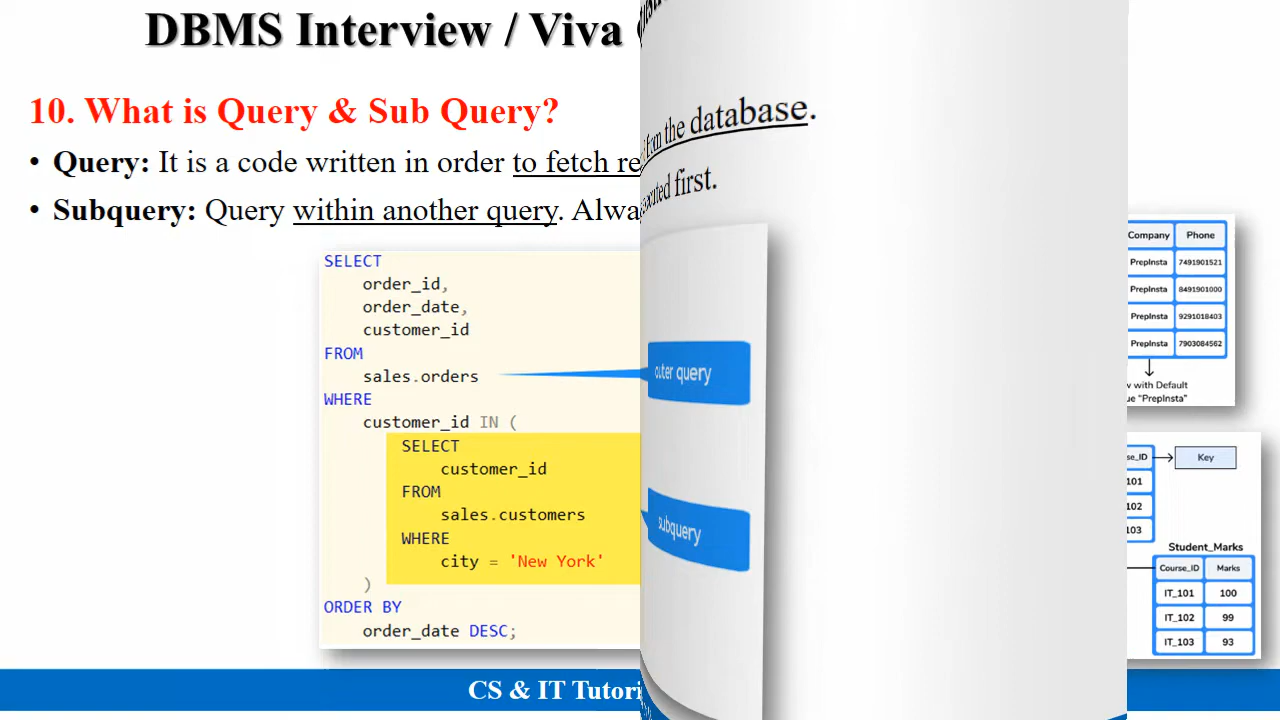 DBMS Interview / Viva
10. What is Query & Sub Query?
• Query: It is a code written in order to fetch re
from the database.
• Subquery: Query within another query. Alwa
executed first.
SELECT
order_id,
order_date,
customer_id
FROM
sales.orders
outer query
WHERE
customer_id IN (
SELECT
customer_id
FROM
sales.customers
subquery
WHERE
city = 'New York'
)
ORDER BY
order_date DESC;
Company Phone
PrepInsta 7491901521
PrepInsta 8491901000
PrepInsta 9291018403
PrepInsta 7903084562
w with Default
ue "PrepInsta"
se_ID Key
101
102
103
Student_Marks
Course_ID Marks
IT_101 100
IT_102 99
IT_103 93
CS & IT Tutori